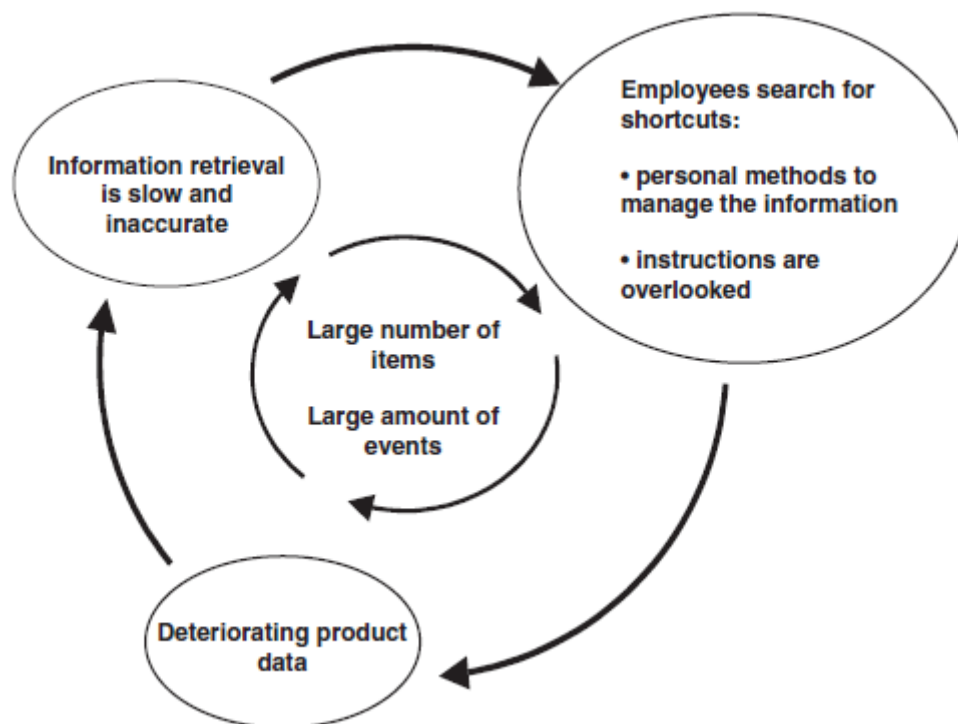 Information retrieval
is slow and
inaccurate
Employees search for
shortcuts:
• personal methods to
manage the information
• instructions are
overlooked
Large number of
items
Large amount of
events
Deteriorating product
data